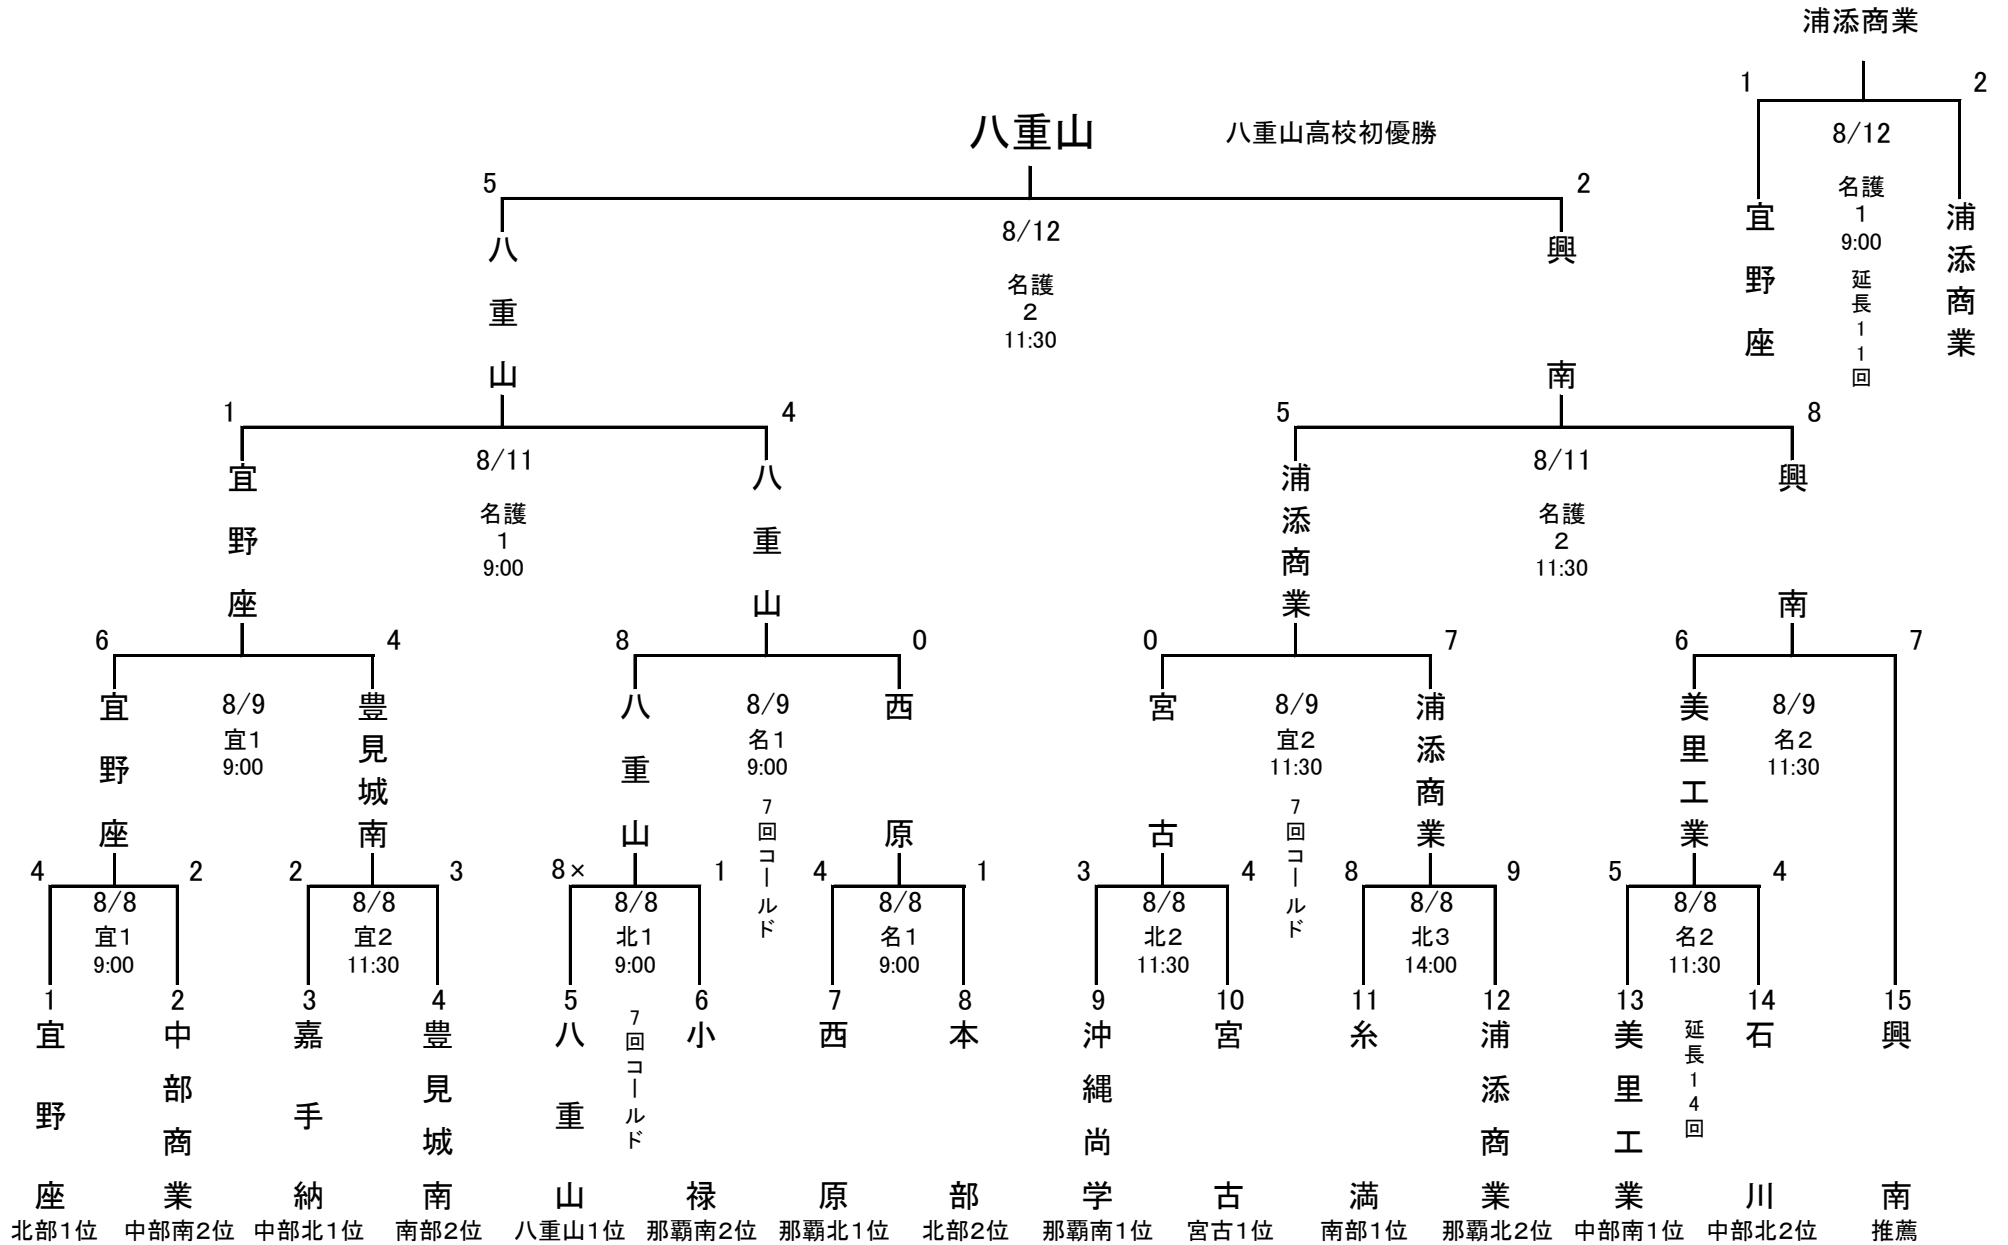 浦添商業
1 2
8/12
名護
1
9:00
延長11回
宜野座
浦添商業
八重山 八重山高校初優勝
5 2
8/12
名護
2
11:30
八重山
興南
1 4
8/11
名護
1
9:00
宜野座
八重山
5 8
8/11
名護
2
11:30
浦添商業
興南
6 4
8/9
宜1
9:00
宜野座
豊見城南
8 0
8/9
名1
9:00
7回コールド
八重山
西原
0 7
8/9
宜2
11:30
7回コールド
宮古
浦添商業
6 7
8/9
名2
11:30
美里工業
4 2
8/8
宜1
9:00
2 3
8/8
宜2
11:30
8× 1
8/8
北1
9:00
7回コールド
4 1
8/8
名1
9:00
3 4
8/8
北2
11:30
8 9
8/8
北3
14:00
5 4
8/8
名2
11:30
延長14回
1 2 3 4 5 6 7 8 9 10 11 12 13 14 15
宜野座
中部商業
嘉手納
豊見城南
八重山
小禄
西原
本部
沖縄尚学
宮古
糸満
浦添商業
美里工業
石川
興南
北部1位 中部南2位 中部北1位 南部2位 八重山1位 那覇南2位 那覇北1位 北部2位 那覇南1位 宮古1位 南部1位 那覇北2位 中部南1位 中部北2位 推薦